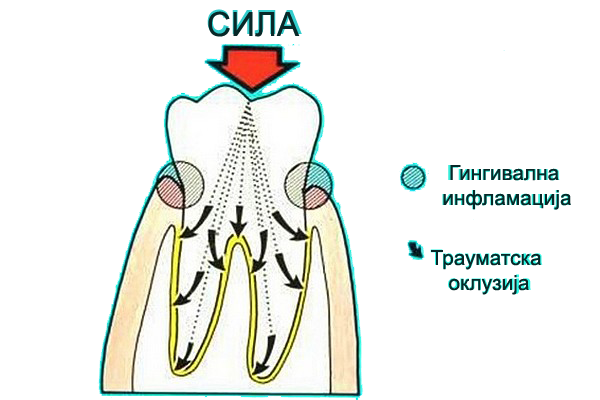 СИЛА
Гингивална
инфламација
Трауматска
оклузија